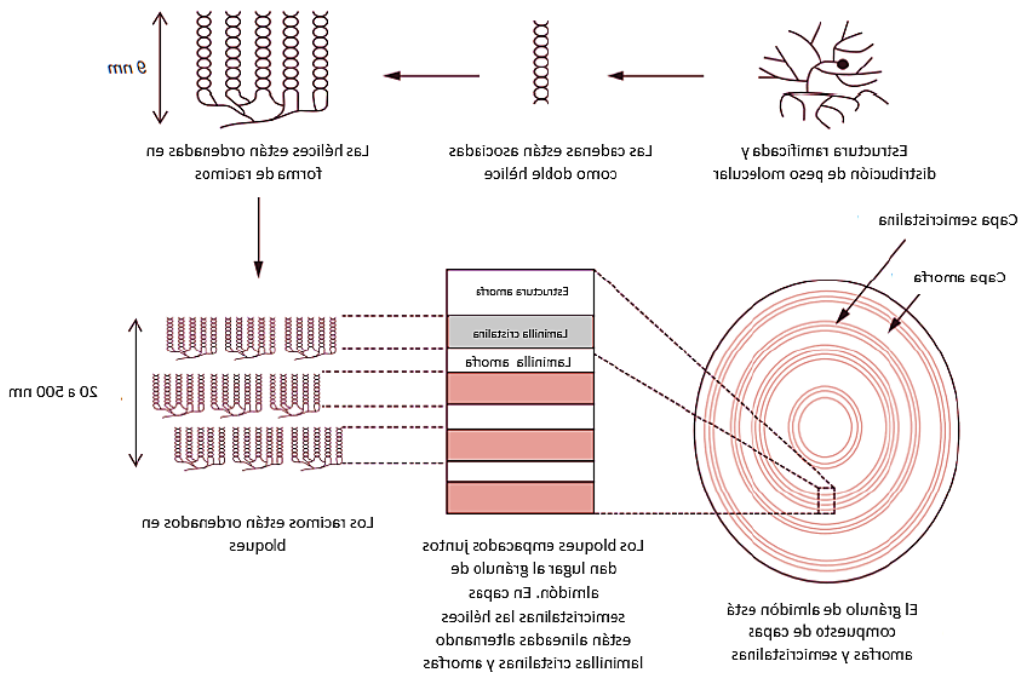 9 nm
Estructura ramificada y
distribución de peso molecular
Las cadenas están asociadas
como doble hélice
Las hélices están ordenadas en
forma de racimos
Capa semicristalina
Capa amorfa
Estructura amorfa
Laminilla cristalina
Laminilla amorfa
20 a 500 nm
El gránulo de almidón está
compuesto de capas
amorfas y semicristalinas
Los bloques empacados juntos
dan lugar al gránulo de
almidón. En capas
semicristalinas las hélices
están alineadas alternando
laminillas cristalinas y amorfas
Los racimos están ordenados en
bloques